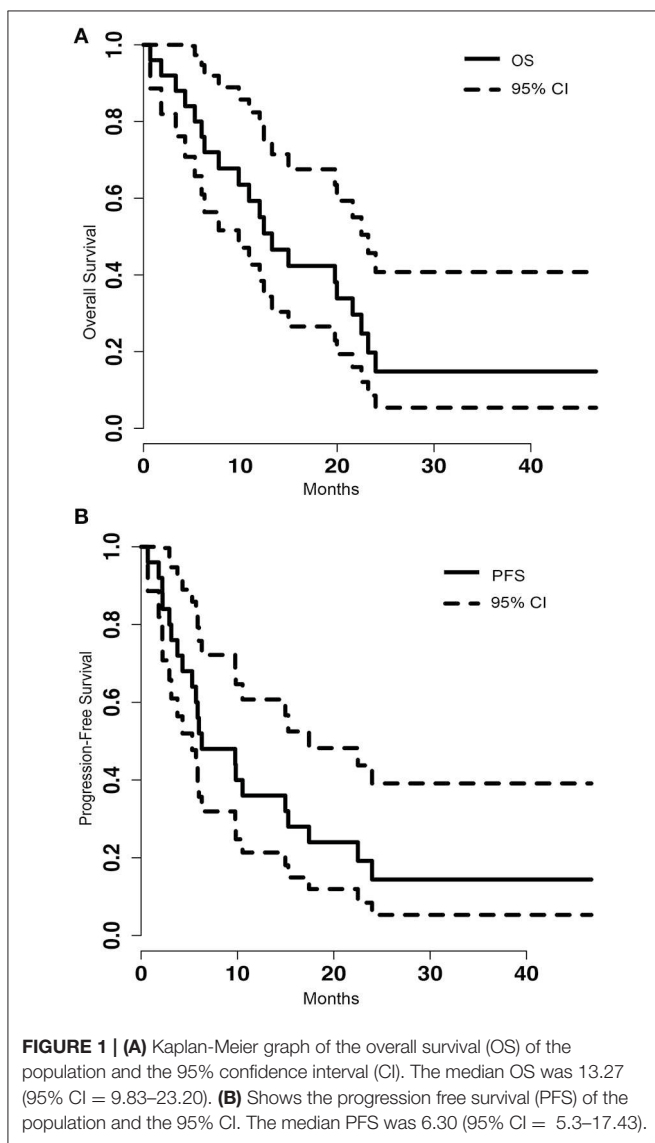 A
1.0
0.8
0.6
0.4
0.2
0.0
Overall Survival
OS
95% CI
0 10 20 30 40
Months
B
1.0
0.8
0.6
0.4
0.2
0.0
Progression-Free Survival
PFS
95% CI
0 10 20 30 40
Months
FIGURE 1 | (A) Kaplan-Meier graph of the overall survival (OS) of the
population and the 95% confidence interval (CI). The median OS was 13.27
(95% CI = 9.83–23.20). (B) Shows the progression free survival (PFS) of the
population and the 95% CI. The median PFS was 6.30 (95% CI = 5.3–17.43).